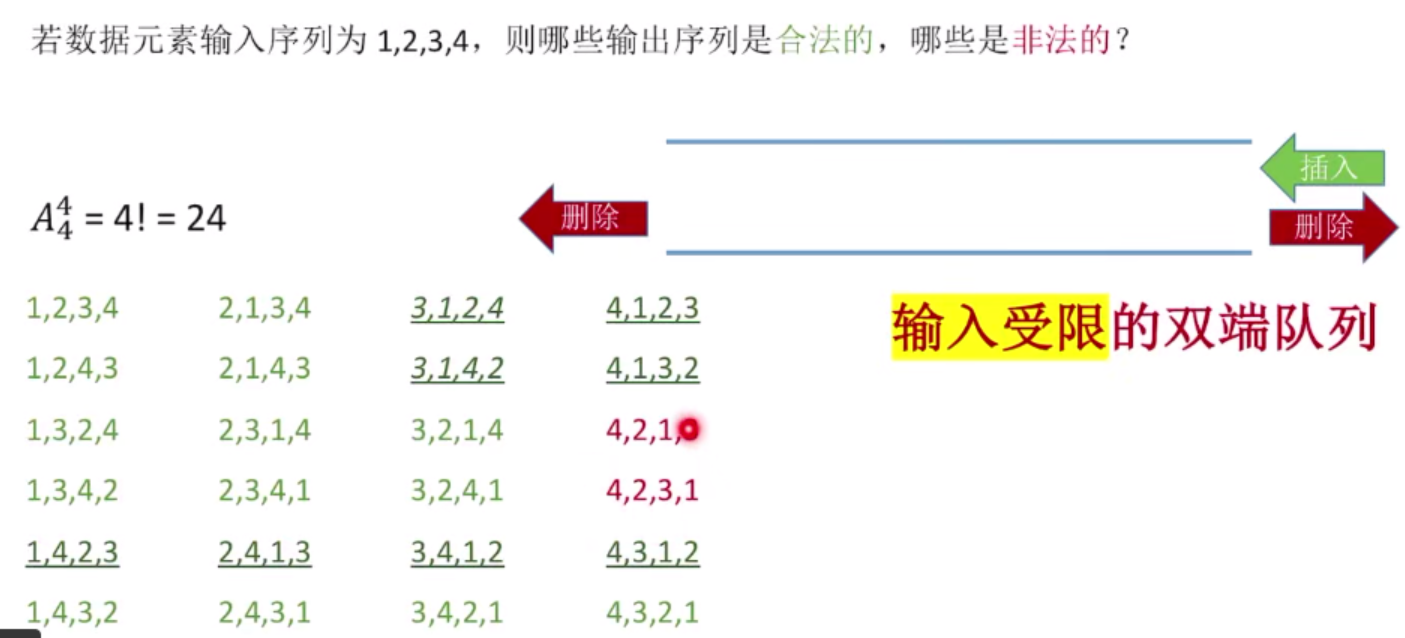 若数据元素输入序列为 1,2,3,4，则哪些输出序列是合法的，哪些是非法的？
插入
删除
删除
A₄⁴ = 4! = 24
1,2,3,4 2,1,3,4 3,1,2,4 4,1,2,3
输入受限的双端队列
1,2,4,3 2,1,4,3 3,1,4,2 4,1,3,2
1,3,2,4 2,3,1,4 3,2,1,4 4,2,1,
1,3,4,2 2,3,4,1 3,2,4,1 4,2,3,1
1,4,2,3 2,4,1,3 3,4,1,2 4,3,1,2
1,4,3,2 2,4,3,1 3,4,2,1 4,3,2,1